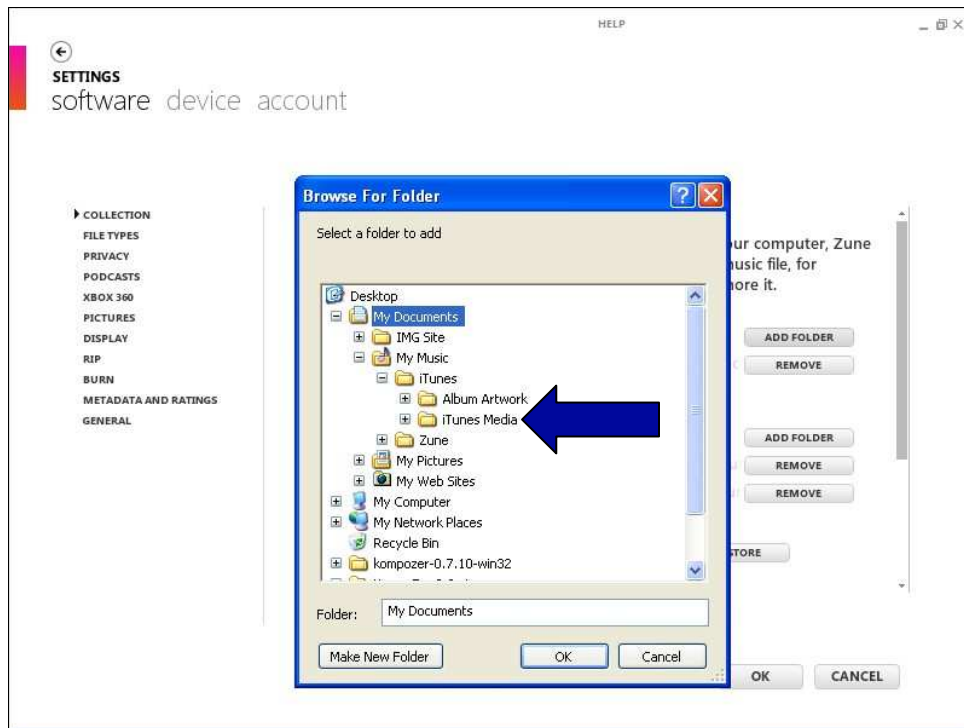 HELP
SETTINGS
software device account
COLLECTION
FILE TYPES
PRIVACY
PODCASTS
XBOX 360
PICTURES
DISPLAY
RIP
BURN
METADATA AND RATINGS
GENERAL
Browse For Folder
Select a folder to add
Desktop
My Documents
IMG Site
My Music
iTunes
Album Artwork
iTunes Media
Zune
My Pictures
My Web Sites
My Computer
My Network Places
Recycle Bin
kompozer-0.7.10-win32
Folder: My Documents
Make New Folder OK Cancel
computer, Zune
file, for
it.
ADD FOLDER
REMOVE
ADD FOLDER
REMOVE
REMOVE
OK CANCEL